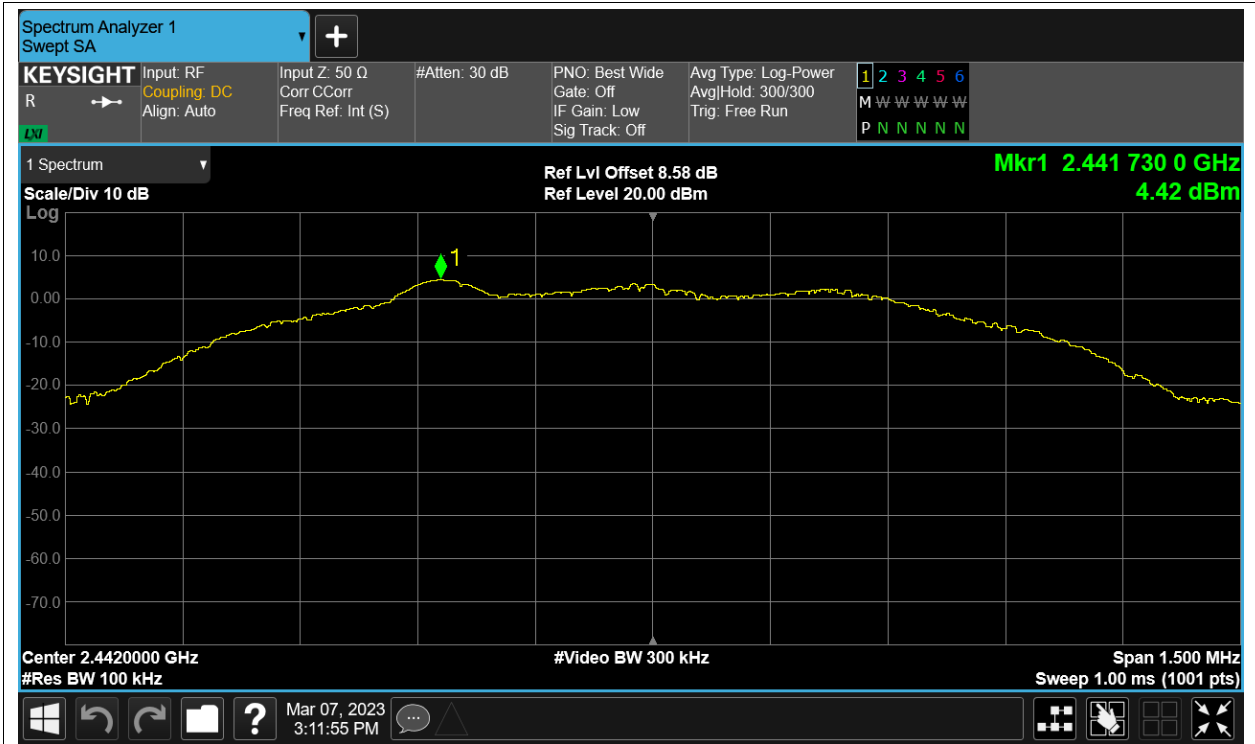 Spectrum Analyzer 1
Swept SA
KEYSIGHT
R
LXI
Input: RF
Coupling: DC
Align: Auto
Input Z: 50 Ω
Corr CCorr
Freq Ref: Int (S)
#Atten: 30 dB
PNO: Best Wide
Gate: Off
IF Gain: Low
Sig Track: Off
Avg Type: Log-Power
Avg|Hold: 300/300
Trig: Free Run
1 2 3 4 5 6
M W W W W W
P N N N N N
1 Spectrum
Scale/Div 10 dB
Log
Ref Lvl Offset 8.58 dB
Ref Level 20.00 dBm
Mkr1 2.441 730 0 GHz
4.42 dBm
1
10.0
0.00
-10.0
-20.0
-30.0
-40.0
-50.0
-60.0
-70.0
Center 2.4420000 GHz
#Res BW 100 kHz
#Video BW 300 kHz
Span 1.500 MHz
Sweep 1.00 ms (1001 pts)
?
Mar 07, 2023
3:11:55 PM